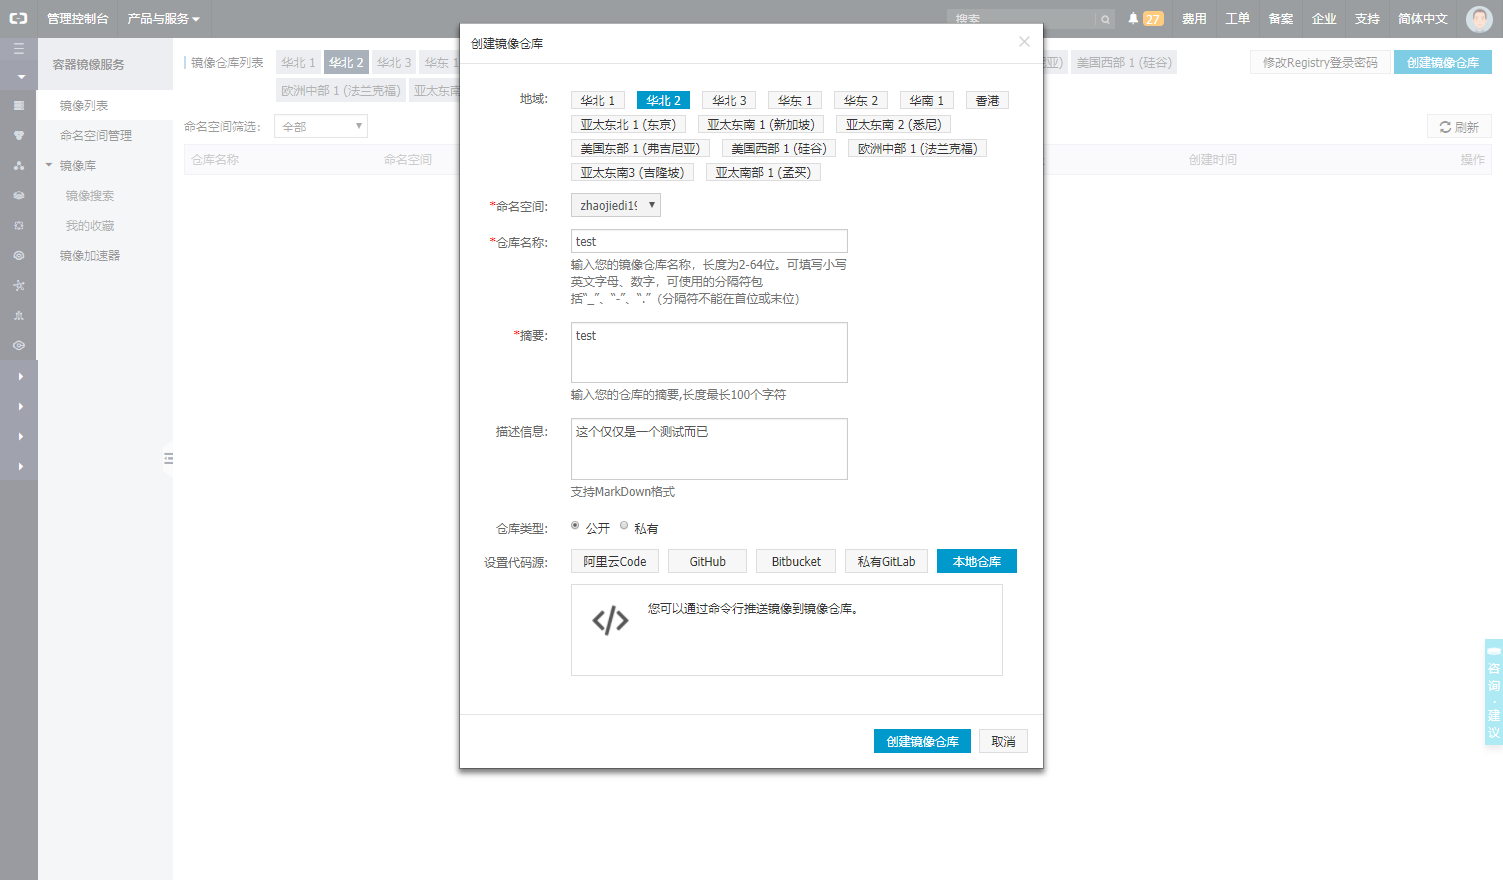 管理控制台 产品与服务 搜索 27 费用 工单 备案 企业 支持 简体中文
容器镜像服务
镜像列表
命名空间管理
镜像库
镜像搜索
我的收藏
镜像加速器
镜像仓库列表 华北 1 华北 2 华北 3 华东 1 美国西部 1 (硅谷) 修改Registry登录密码 创建镜像仓库
欧洲中部 1 (法兰克福) 亚太东南
命名空间筛选: 全部 刷新
仓库名称 命名空间 创建时间 操作
创建镜像仓库
地域: 华北 1 华北 2 华北 3 华东 1 华东 2 华南 1 香港
亚太东北 1 (东京) 亚太东南 1 (新加坡) 亚太东南 2 (悉尼)
美国东部 1 (弗吉尼亚) 美国西部 1 (硅谷) 欧洲中部 1 (法兰克福)
亚太东南3 (吉隆坡) 亚太南部 1 (孟买)
*命名空间: zhaojiedi19
*仓库名称: test
输入您的镜像仓库名称，长度为2-64位。可填写小写
英文字母、数字，可使用的分隔符包
括“_”、“-”、“.”（分隔符不能在首位或末位）
*摘要: test
输入您的仓库的摘要,长度最长100个字符
描述信息: 这个仅仅是一个测试而已
支持MarkDown格式
仓库类型: 公开 私有
设置代码源: 阿里云Code GitHub Bitbucket 私有GitLab 本地仓库
您可以通过命令行推送镜像到镜像仓库。
创建镜像仓库 取消
咨询·建议